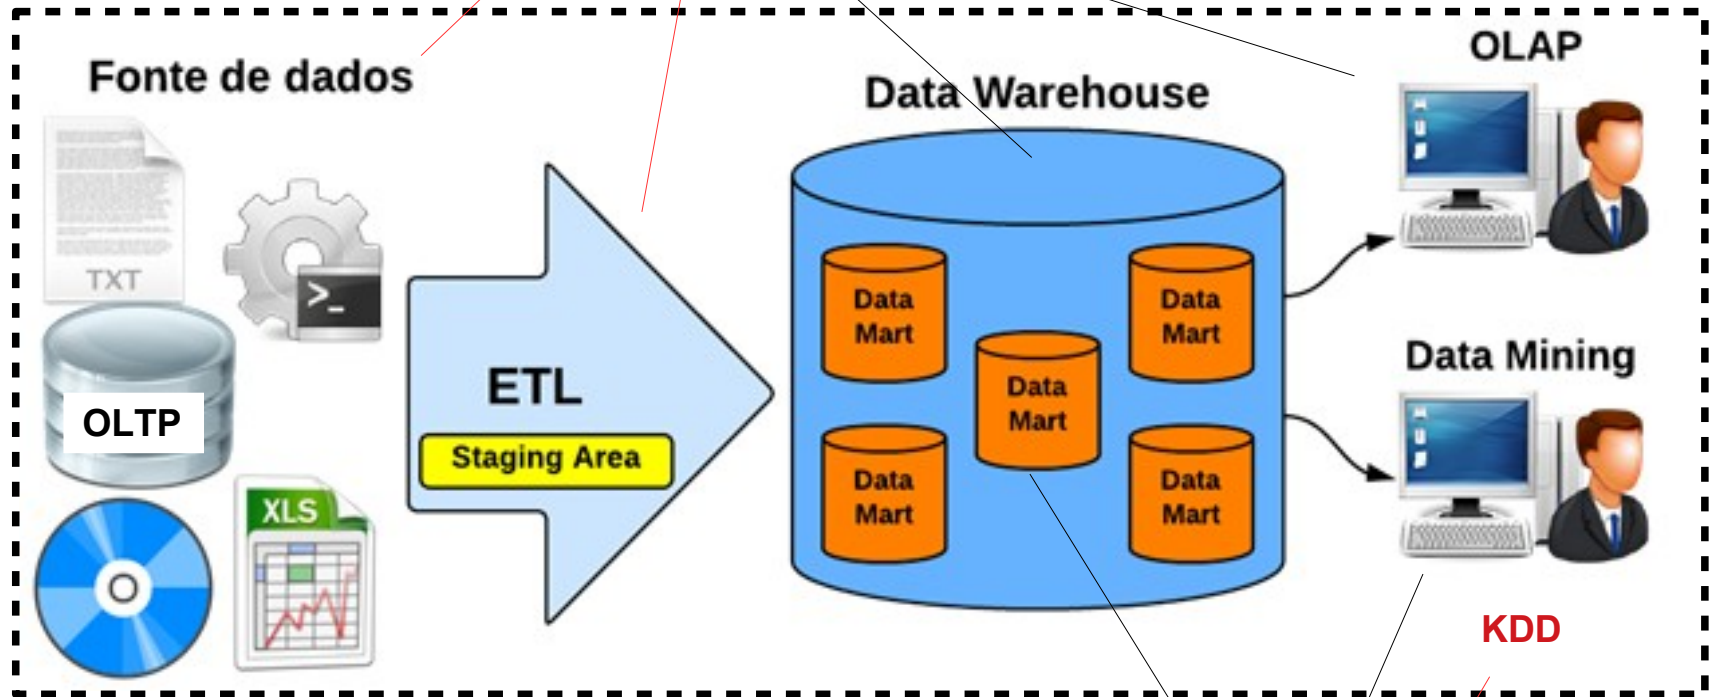 Fonte de dados
TXT
>_
OLTP
XLS
ETL
Staging Area
Data Warehouse
Data
Mart
Data
Mart
Data
Mart
Data
Mart
Data
Mart
OLAP
Data Mining
KDD